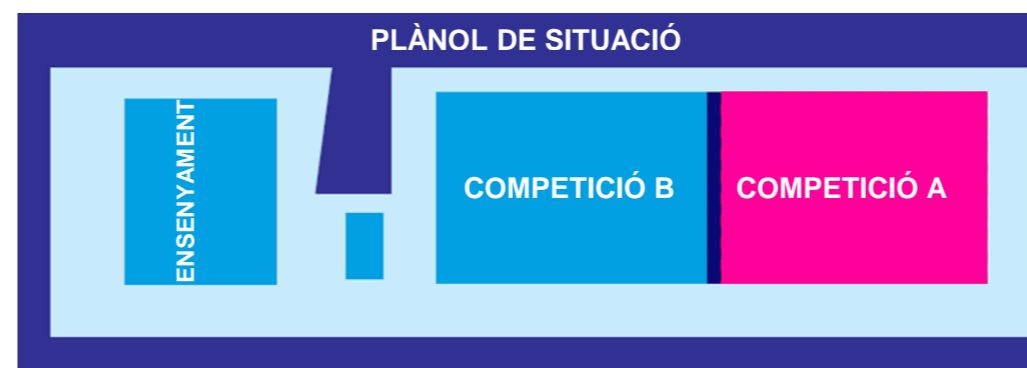 PLÀNOL DE SITUACIÓ
ENSENYAMENT
COMPETICIÓ B
COMPETICIÓ A